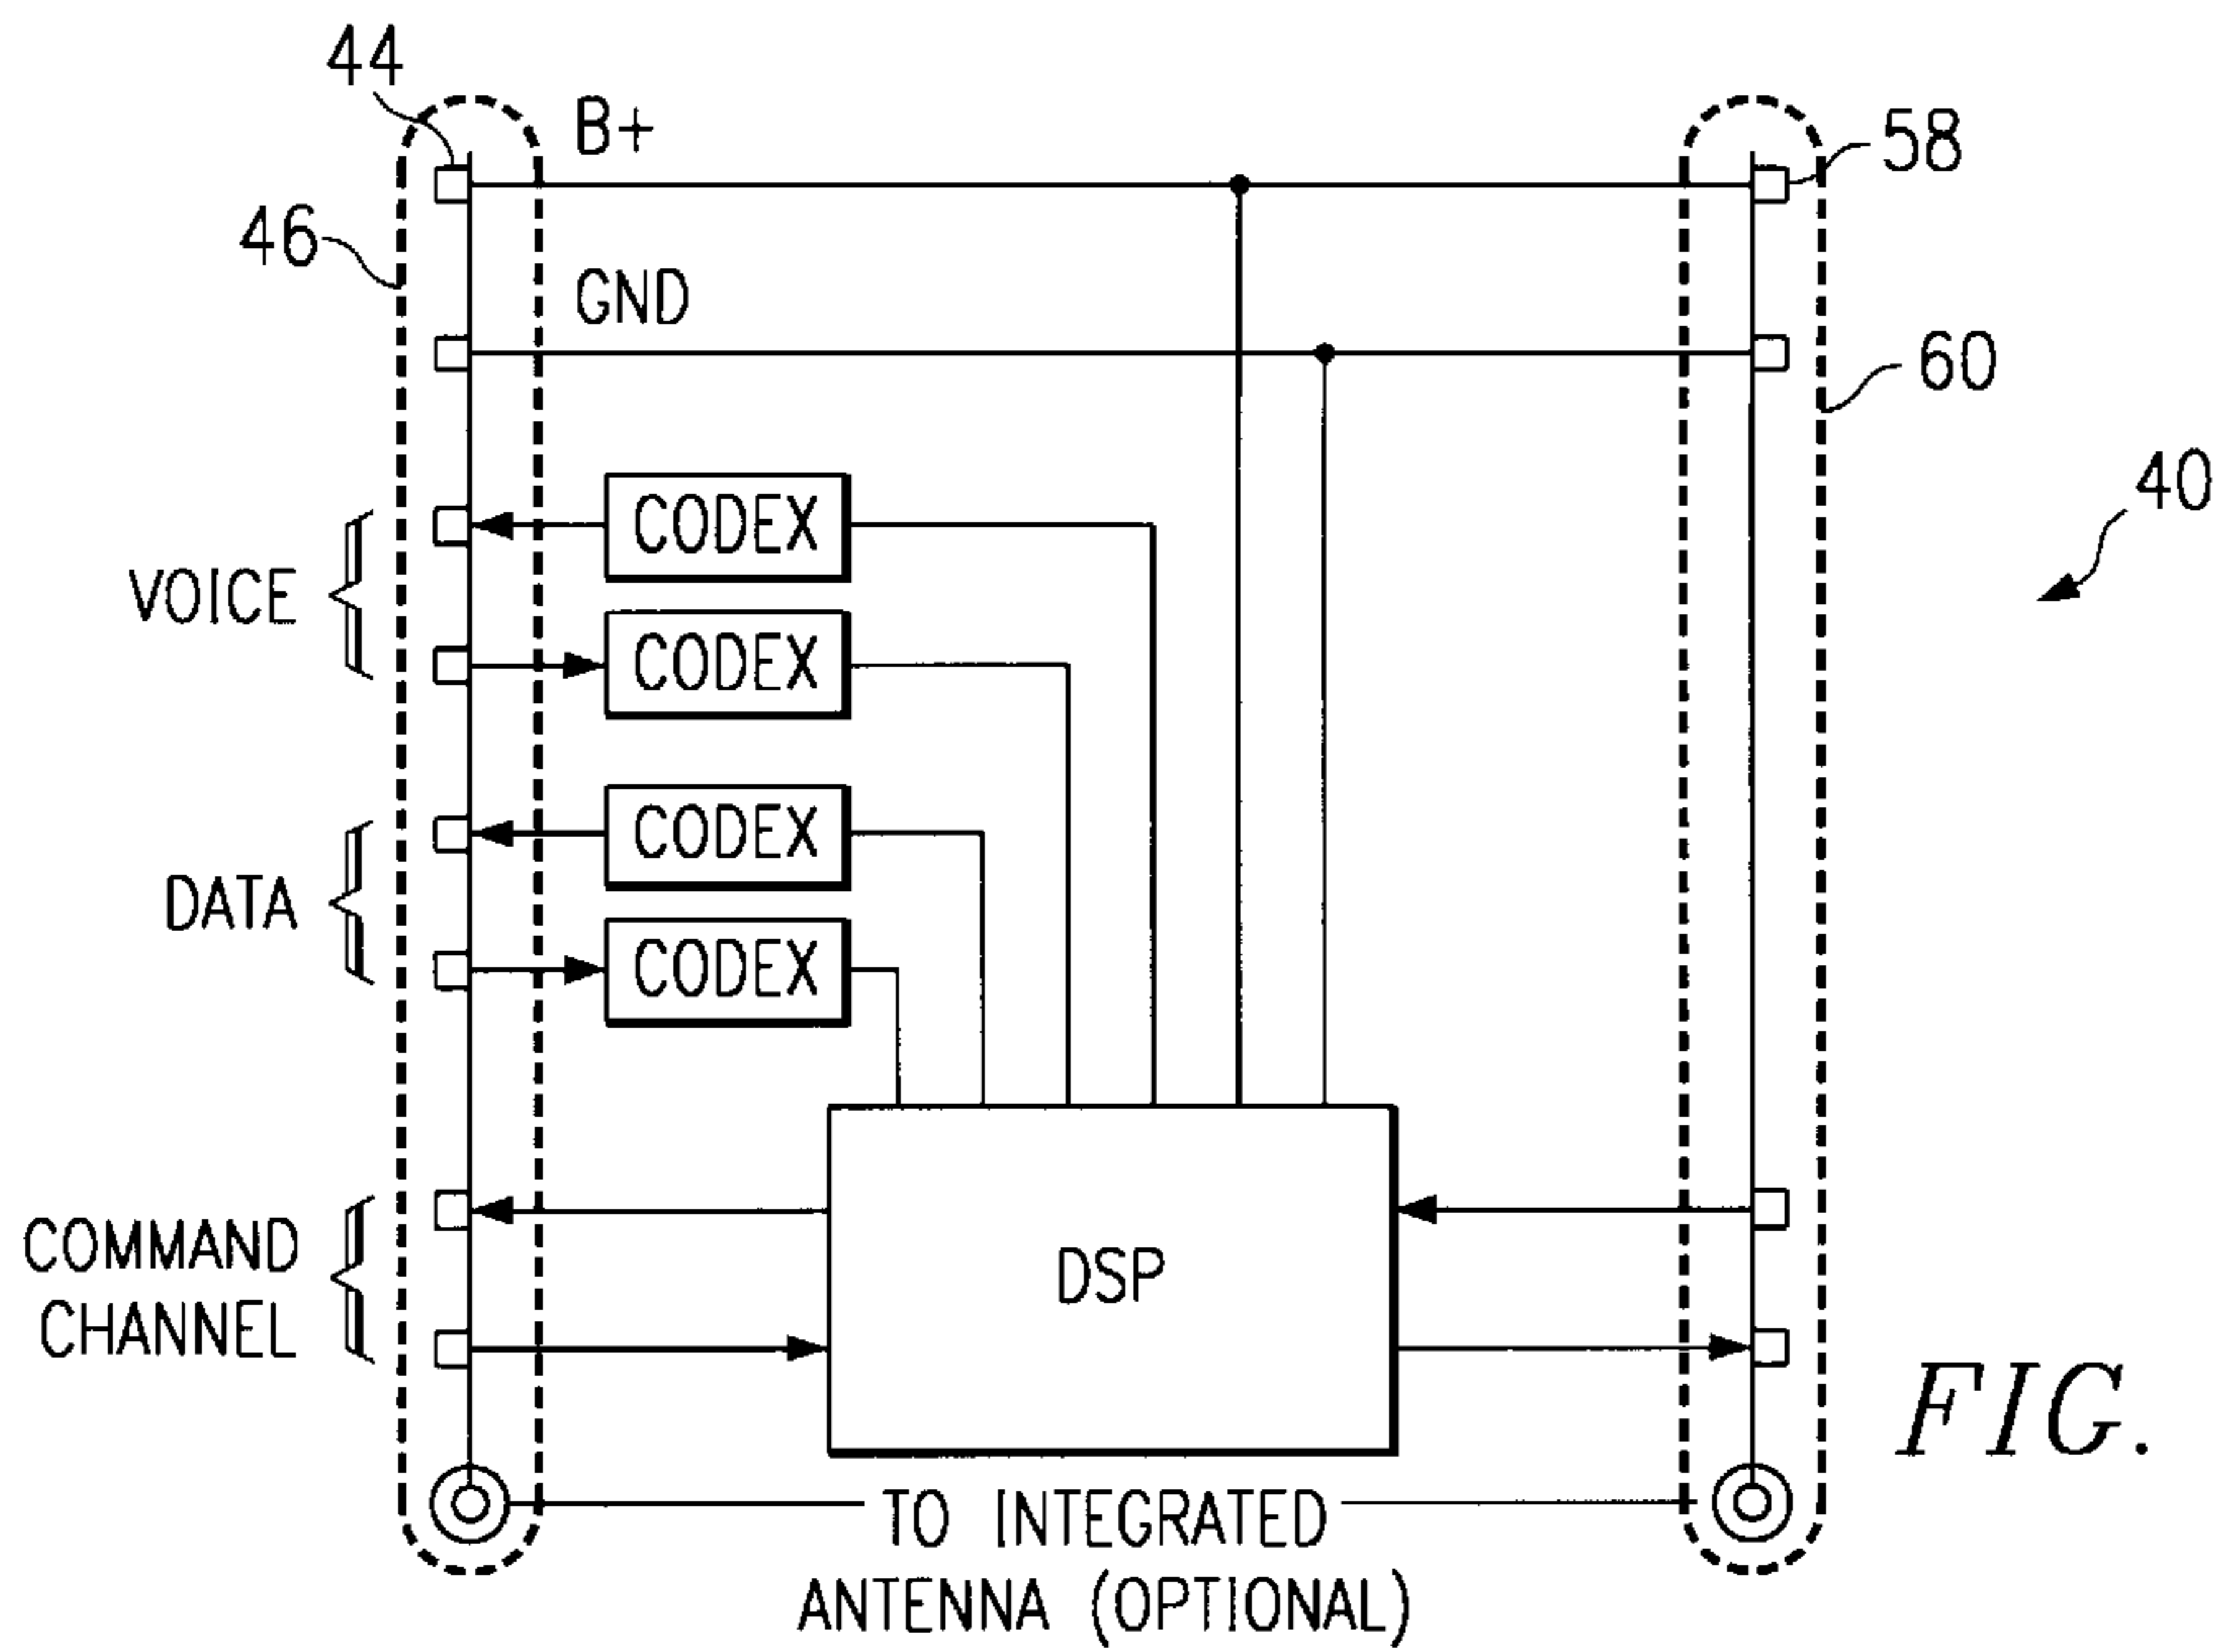 44
B+
58
46
GND
60
40
CODEX
VOICE
CODEX
CODEX
DATA
CODEX
COMMAND
CHANNEL
DSP
FIG.
TO INTEGRATED
ANTENNA (OPTIONAL)